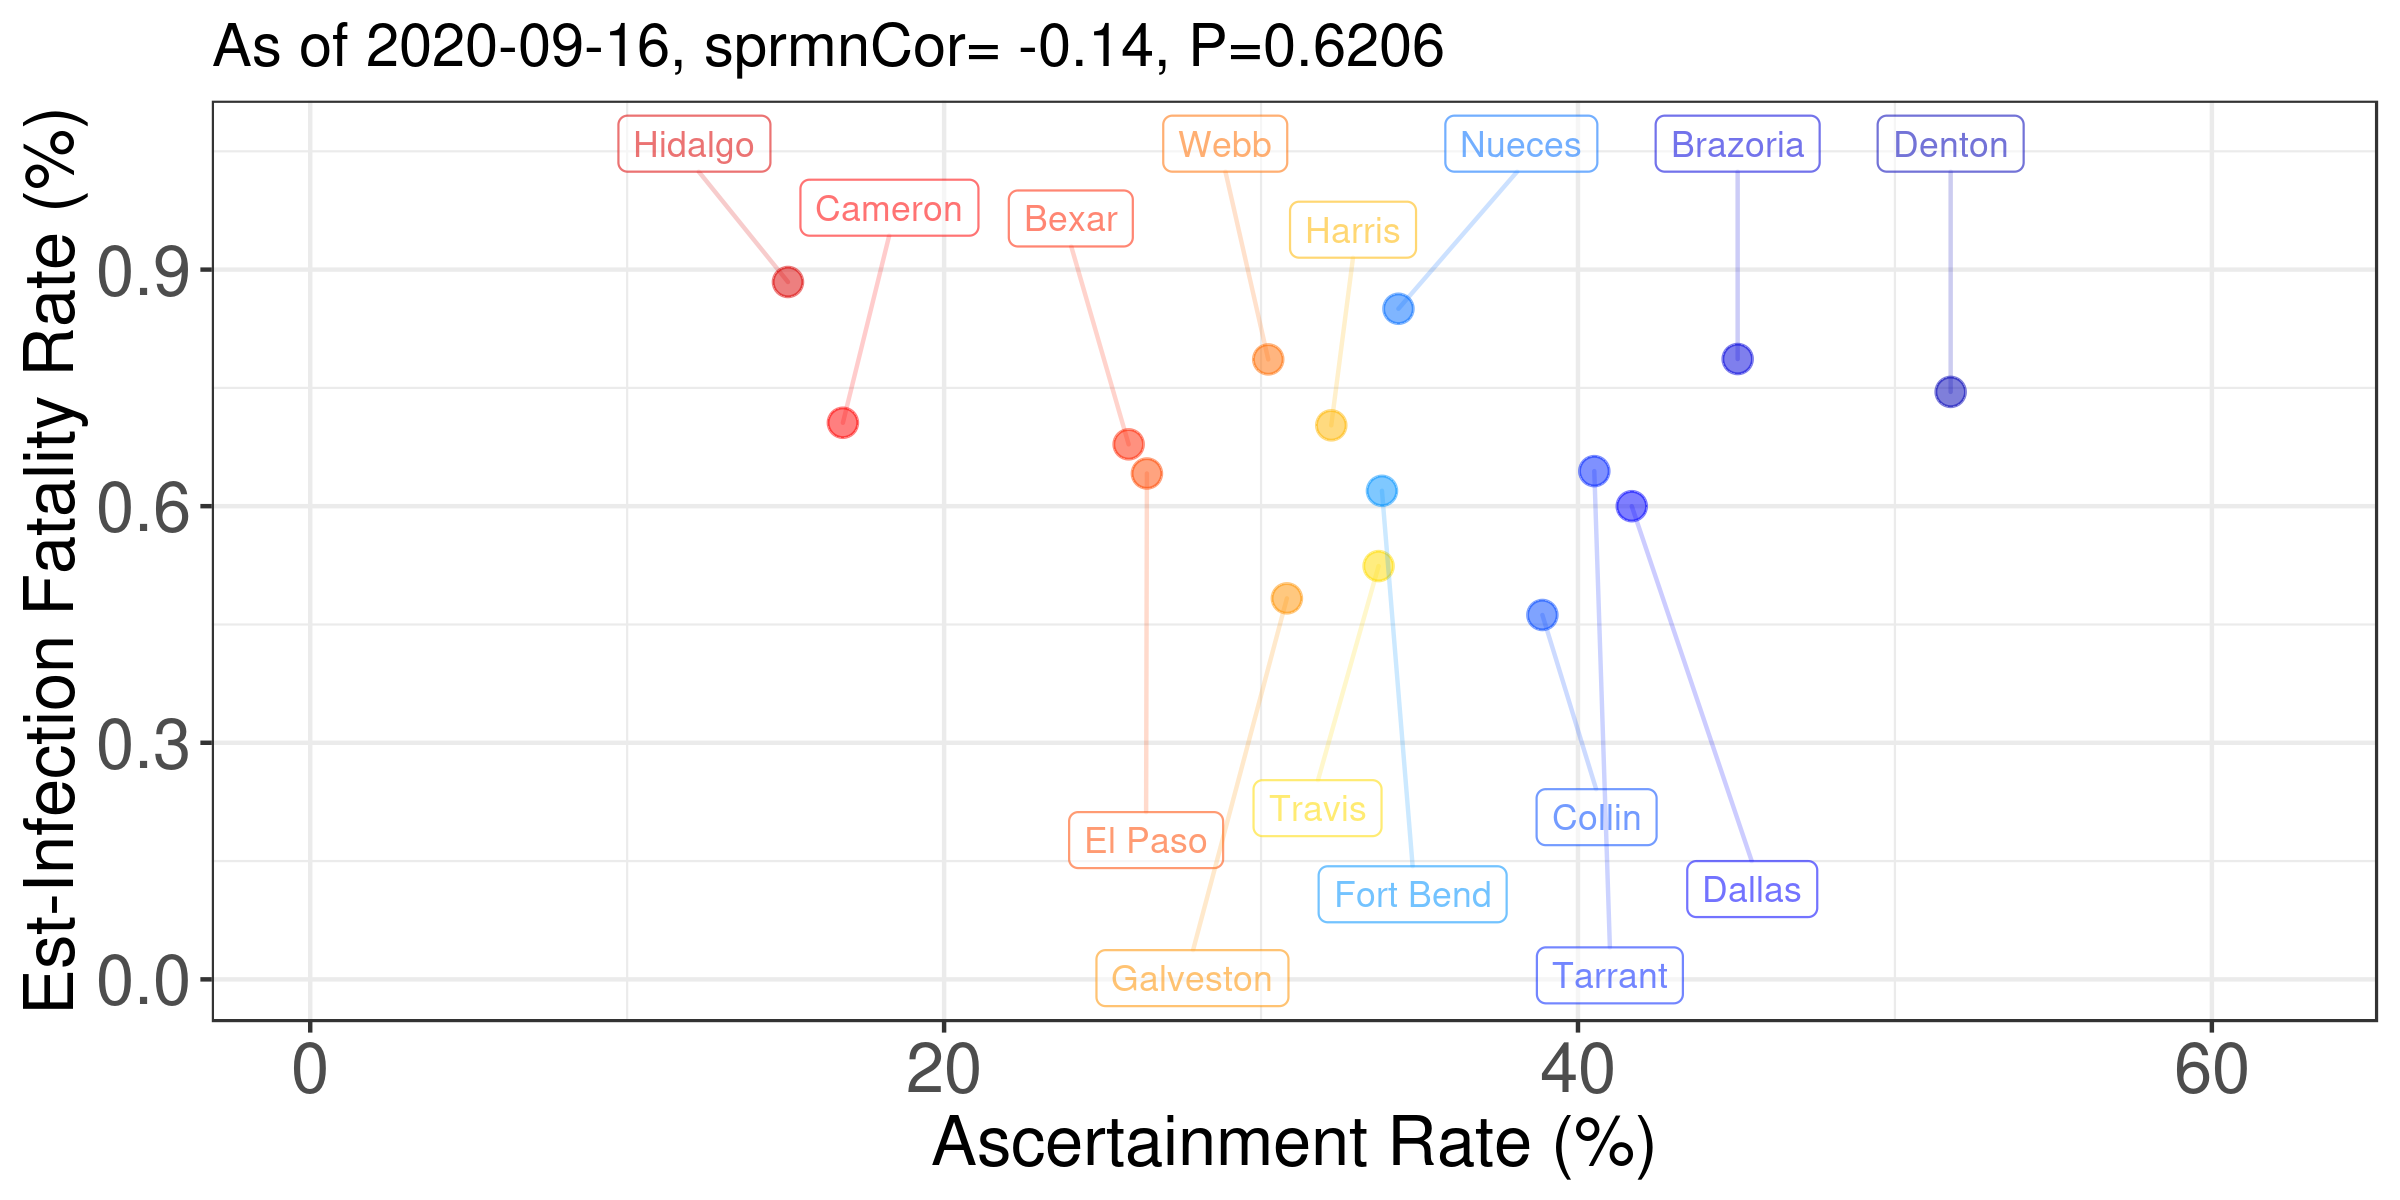 As of 2020-09-16, sprmnCor= -0.14, P=0.6206
Est-Infection Fatality Rate (%)
0.9
0.6
0.3
0.0
Hidalgo
Webb
Nueces
Brazoria
Denton
Cameron
Bexar
Harris
Travis
Collin
El Paso
Fort Bend
Dallas
Galveston
Tarrant
0
20
40
60
Ascertainment Rate (%)